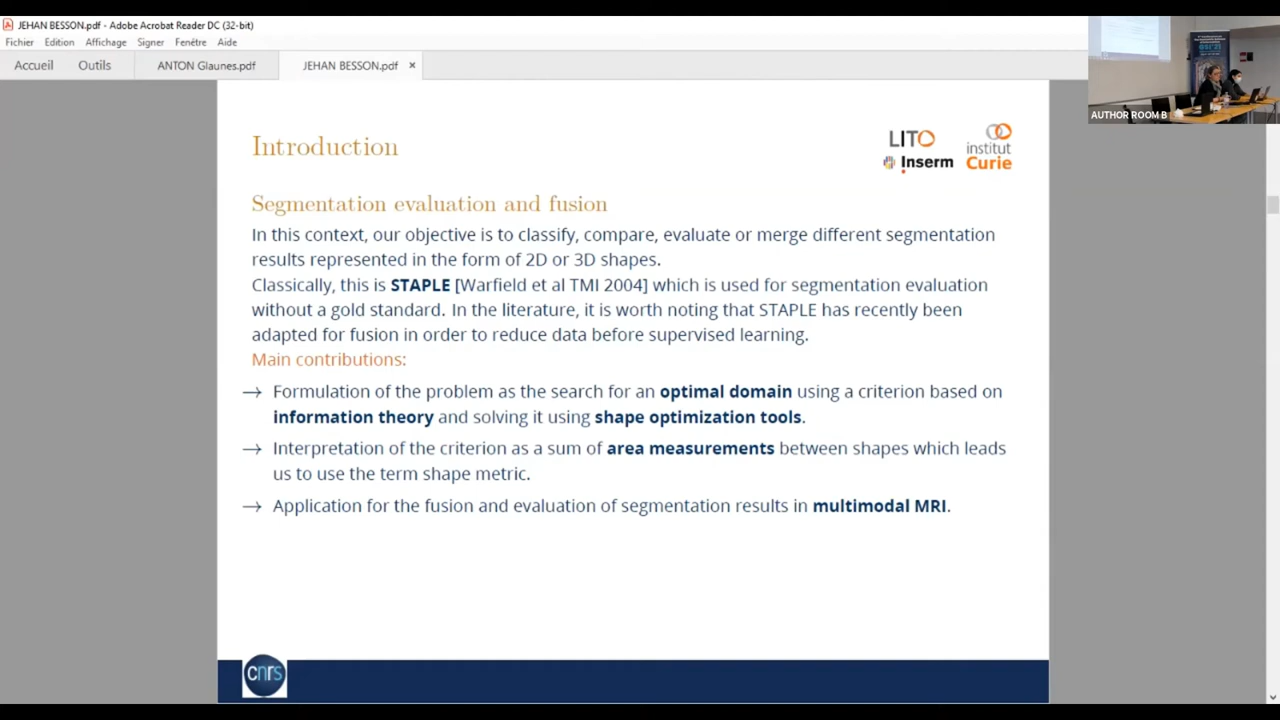 JEHAN BESSON.pdf - Adobe Acrobat Reader DC (32-bit)
Fichier Edition Affichage Signer Fenêtre Aide
Accueil Outils ANTON Glaunes.pdf JEHAN BESSON.pdf ×
AUTHOR ROOM B
GSI'21
Introduction
LITO
Inserm
institut
Curie
Segmentation evaluation and fusion
In this context, our objective is to classify, compare, evaluate or merge different segmentation
results represented in the form of 2D or 3D shapes.
Classically, this is STAPLE [Warfield et al TMI 2004] which is used for segmentation evaluation
without a gold standard. In the literature, it is worth noting that STAPLE has recently been
adapted for fusion in order to reduce data before supervised learning.
Main contributions:
→ Formulation of the problem as the search for an optimal domain using a criterion based on
information theory and solving it using shape optimization tools.
→ Interpretation of the criterion as a sum of area measurements between shapes which leads
us to use the term shape metric.
→ Application for the fusion and evaluation of segmentation results in multimodal MRI.
cnrs